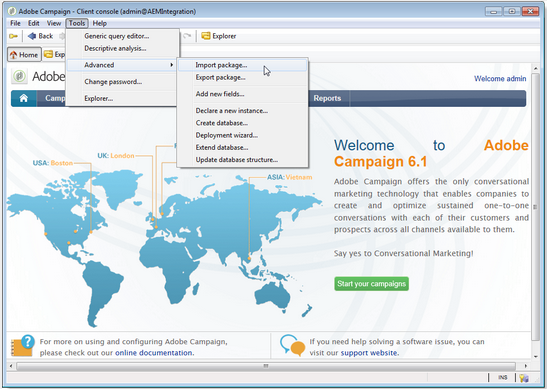 Adobe Campaign - Client console (admin@AEMIntegration)
File Edit View Tools Help
Back
Explorer
Home
Generic query editor...
Descriptive analysis...
Advanced
Change password...
Explorer...
Import package...
Export package...
Add new fields...
Declare a new instance...
Create database...
Deployment wizard...
Extend database...
Update database structure...
Welcome admin
Reports
USA: Boston
UK: London
ASIA: Vietnam
Welcome to Adobe
Campaign 6.1
Adobe Campaign offers the only conversational
marketing technology that enables companies to
create and optimize sustained one-to-one
conversations with each of their customers and
prospects across all channels available to them.
Say yes to Conversational Marketing!
Start your campaigns
For more on using and configuring Adobe Campaign,
please check out our online documentation.
If you need help solving a software issue, you can
visit our support website.
INS